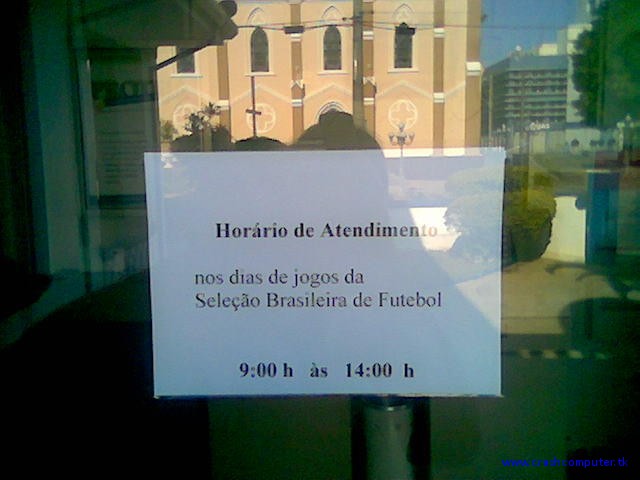 Horário de Atendimento
nos dias de jogos da
Seleção Brasileira de Futebol
9:00 h às 14:00 h